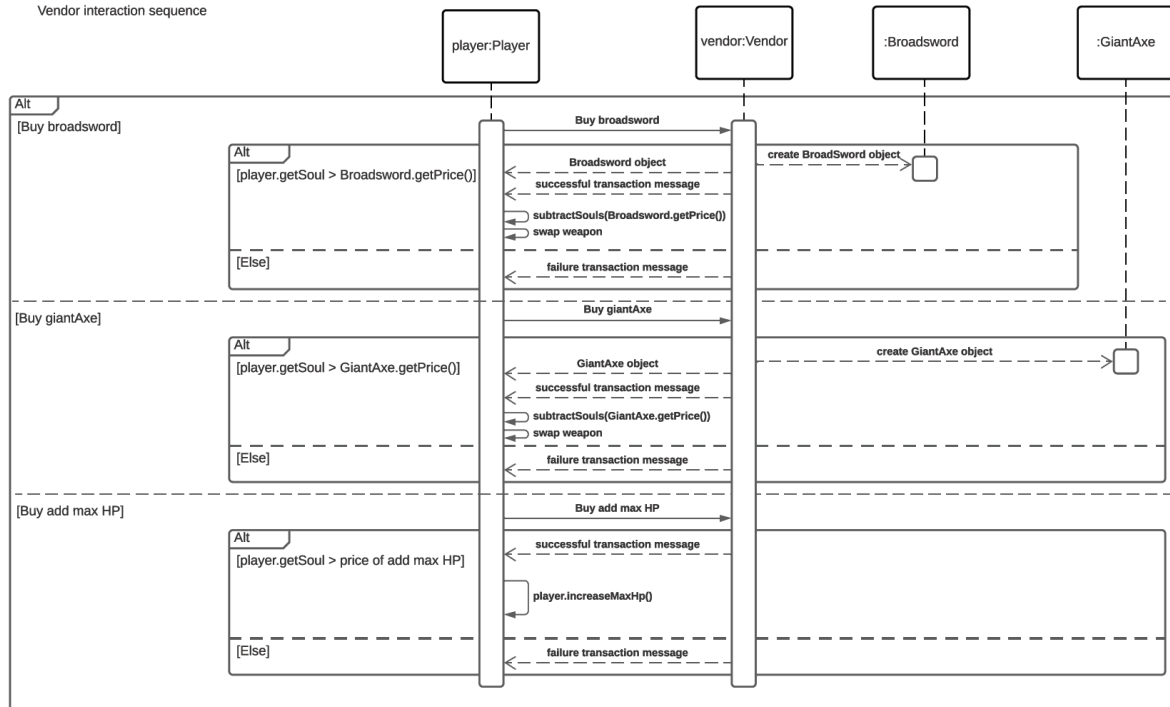 Vendor interaction sequence
player:Player
vendor:Vendor
:Broadsword
:GiantAxe
Alt
[Buy broadsword]
Buy broadsword
Alt
[player.getSoul > Broadsword.getPrice()]
create BroadSword object
Broadsword object
successful transaction message
subtractSouls(Broadsword.getPrice())
swap weapon
[Else]
failure transaction message
[Buy giantAxe]
Buy giantAxe
Alt
[player.getSoul > GiantAxe.getPrice()]
create GiantAxe object
GiantAxe object
successful transaction message
subtractSouls(GiantAxe.getPrice())
swap weapon
[Else]
failure transaction message
[Buy add max HP]
Buy add max HP
Alt
[player.getSoul > price of add max HP]
successful transaction message
player.increaseMaxHp()
[Else]
failure transaction message